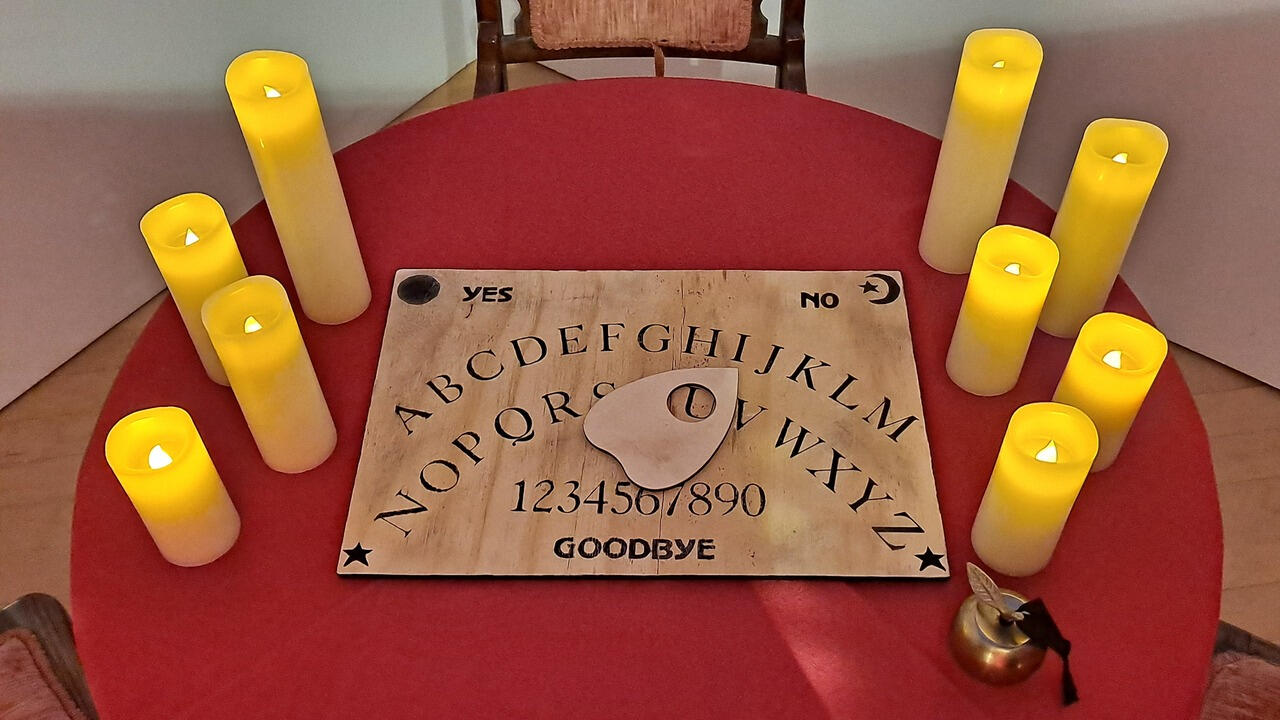 YES NO
ABCDEFGHIJKLM
NOPQRS UVWXYZ
1234567890
GOODBYE